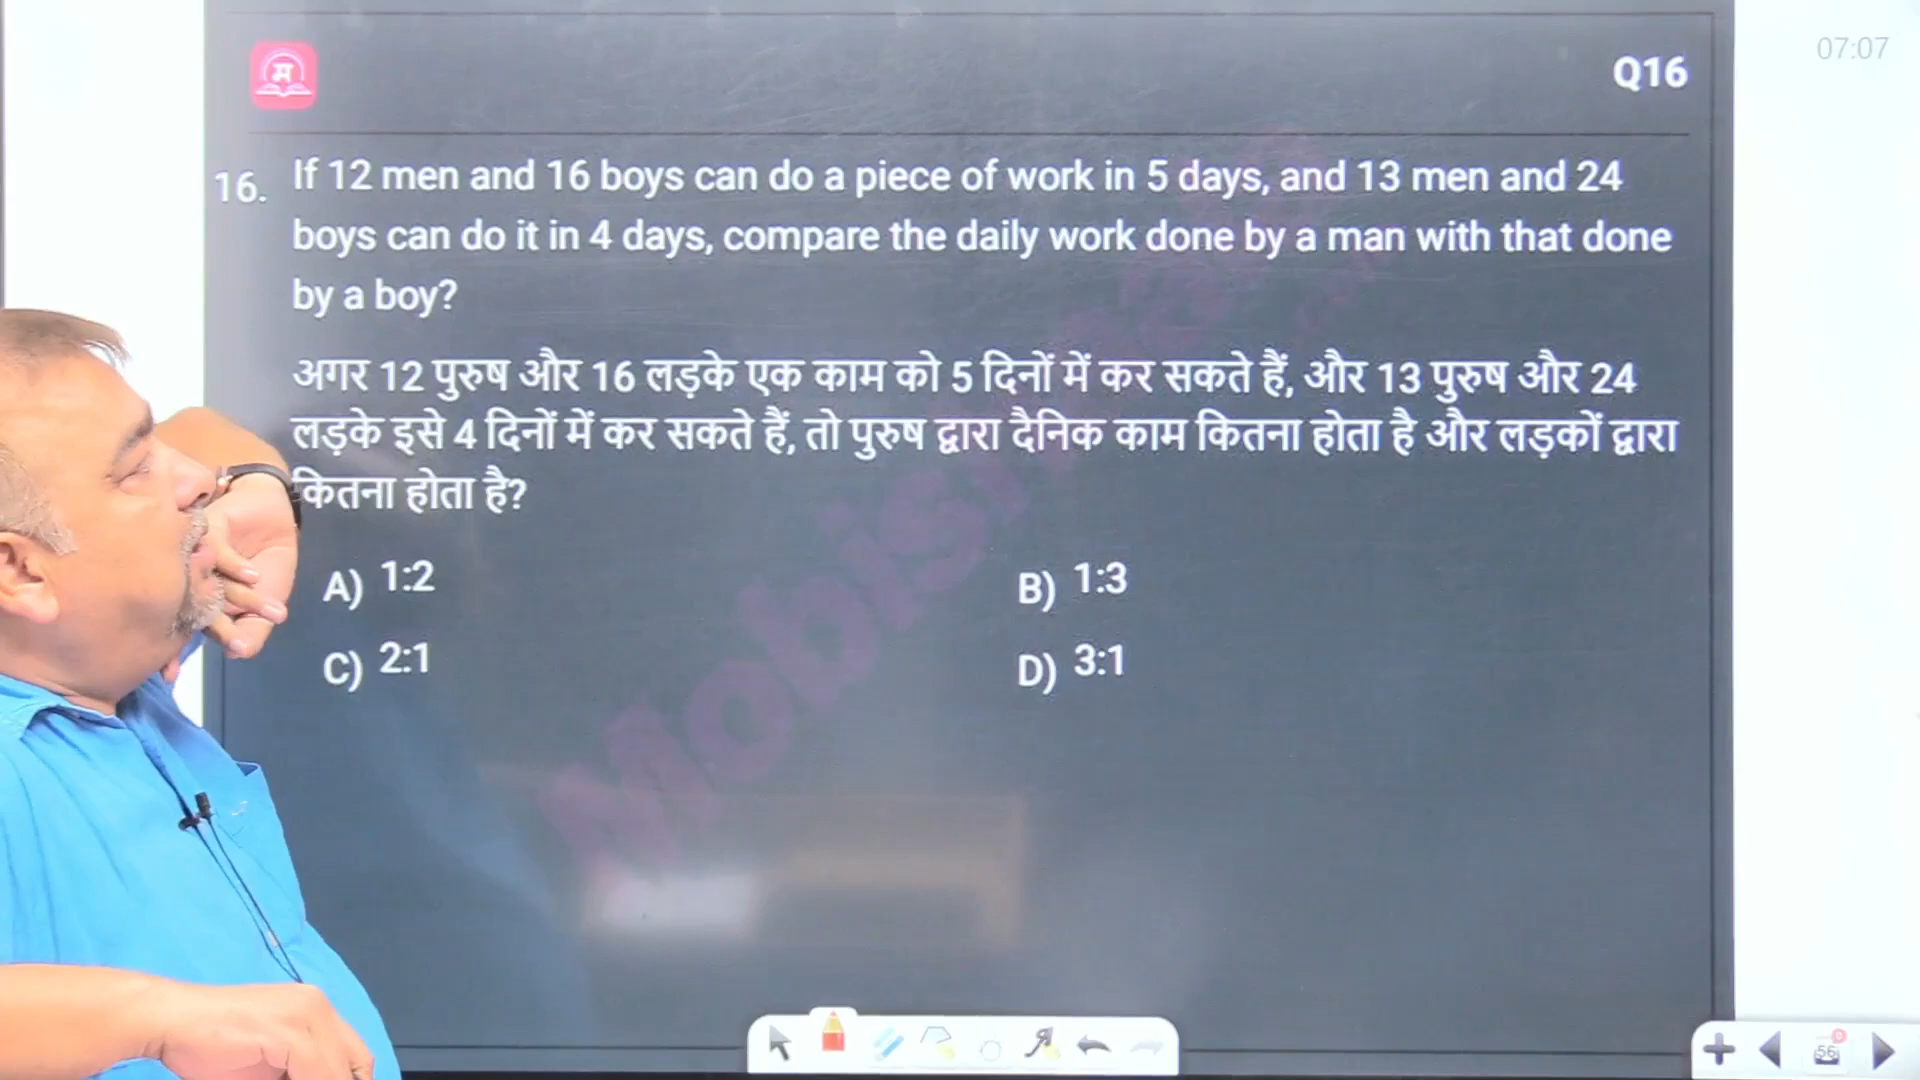 07:07
म
Q16
16. If 12 men and 16 boys can do a piece of work in 5 days, and 13 men and 24
boys can do it in 4 days, compare the daily work done by a man with that done
by a boy?
अगर 12 पुरुष और 16 लड़के एक काम को 5 दिनों में कर सकते हैं, और 13 पुरुष और 24
लड़के इसे 4 दिनों में कर सकते हैं, तो पुरुष द्वारा दैनिक काम कितना होता है और लड़कों द्वारा
कितना होता है?
A) 1:2
B) 1:3
C) 2:1
D) 3:1
56